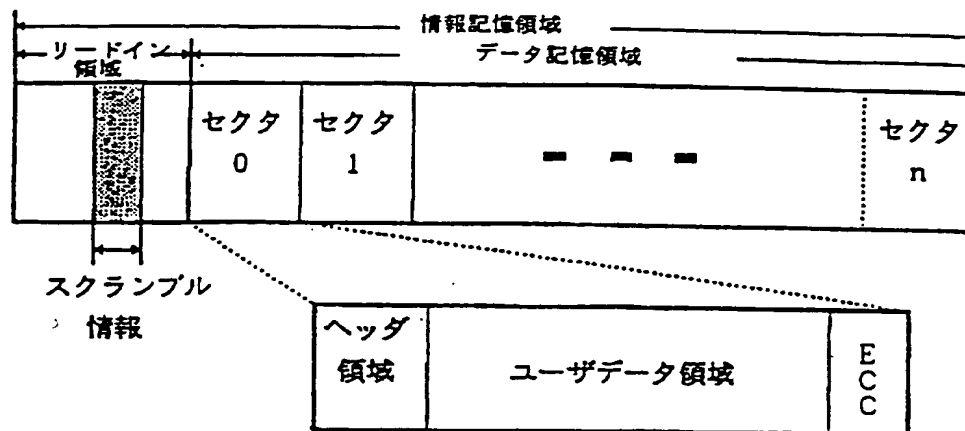 情報記憶領域
リードイン
領域
データ記憶領域
セクタ
0
セクタ
1
セクタ
n
スクランブル
情報
ヘッダ
領域
ユーザデータ領域
ECC